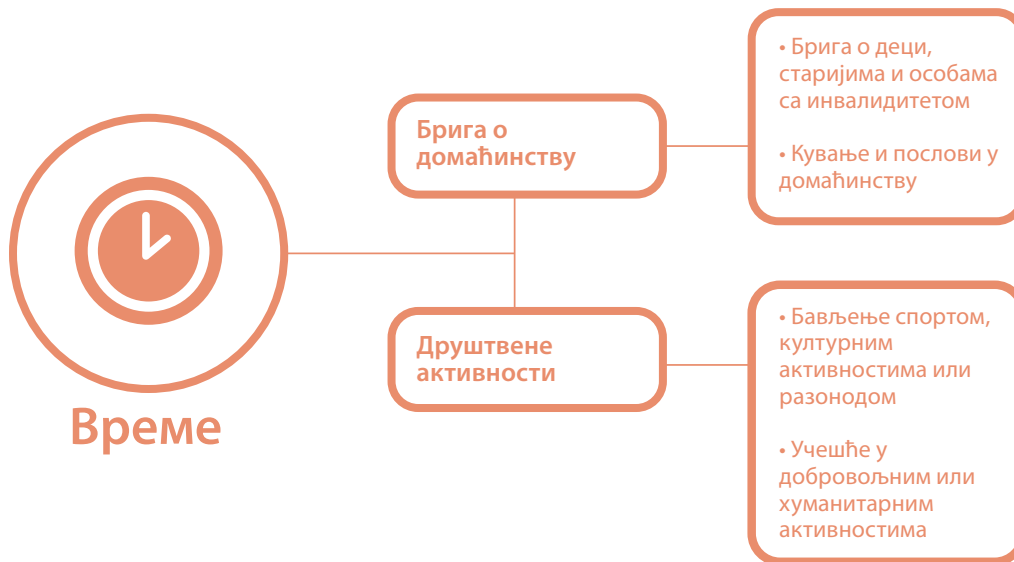 Време
Брига о
домаћинству
• Брига о деци,
старијима и особама
са инвалидитетом
• Кување и послови у
домаћинству
Друштвене
активности
• Бављење спортом,
културним
активностима или
разонодом
• Учешће у
добровољним или
хуманитарним
активностима